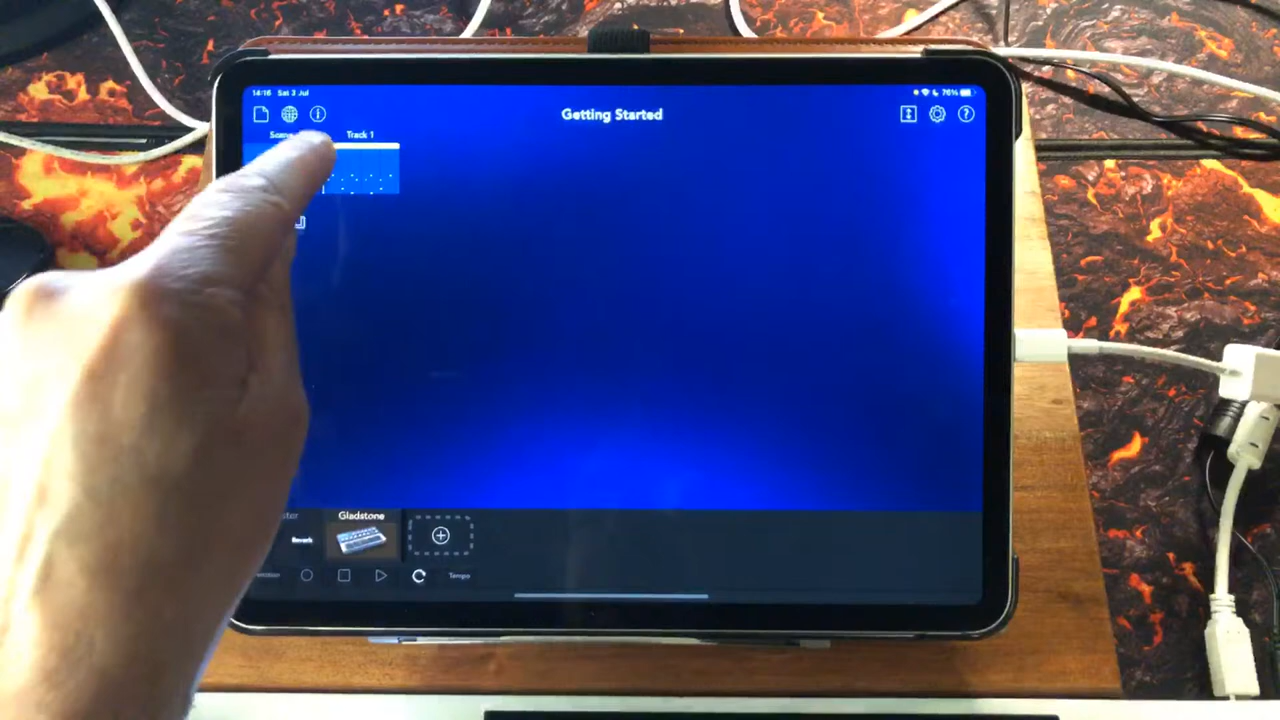 14:16 Sat 3 Jul
76%
Getting Started
Track 1
Gladstone
Reverb
Tempo